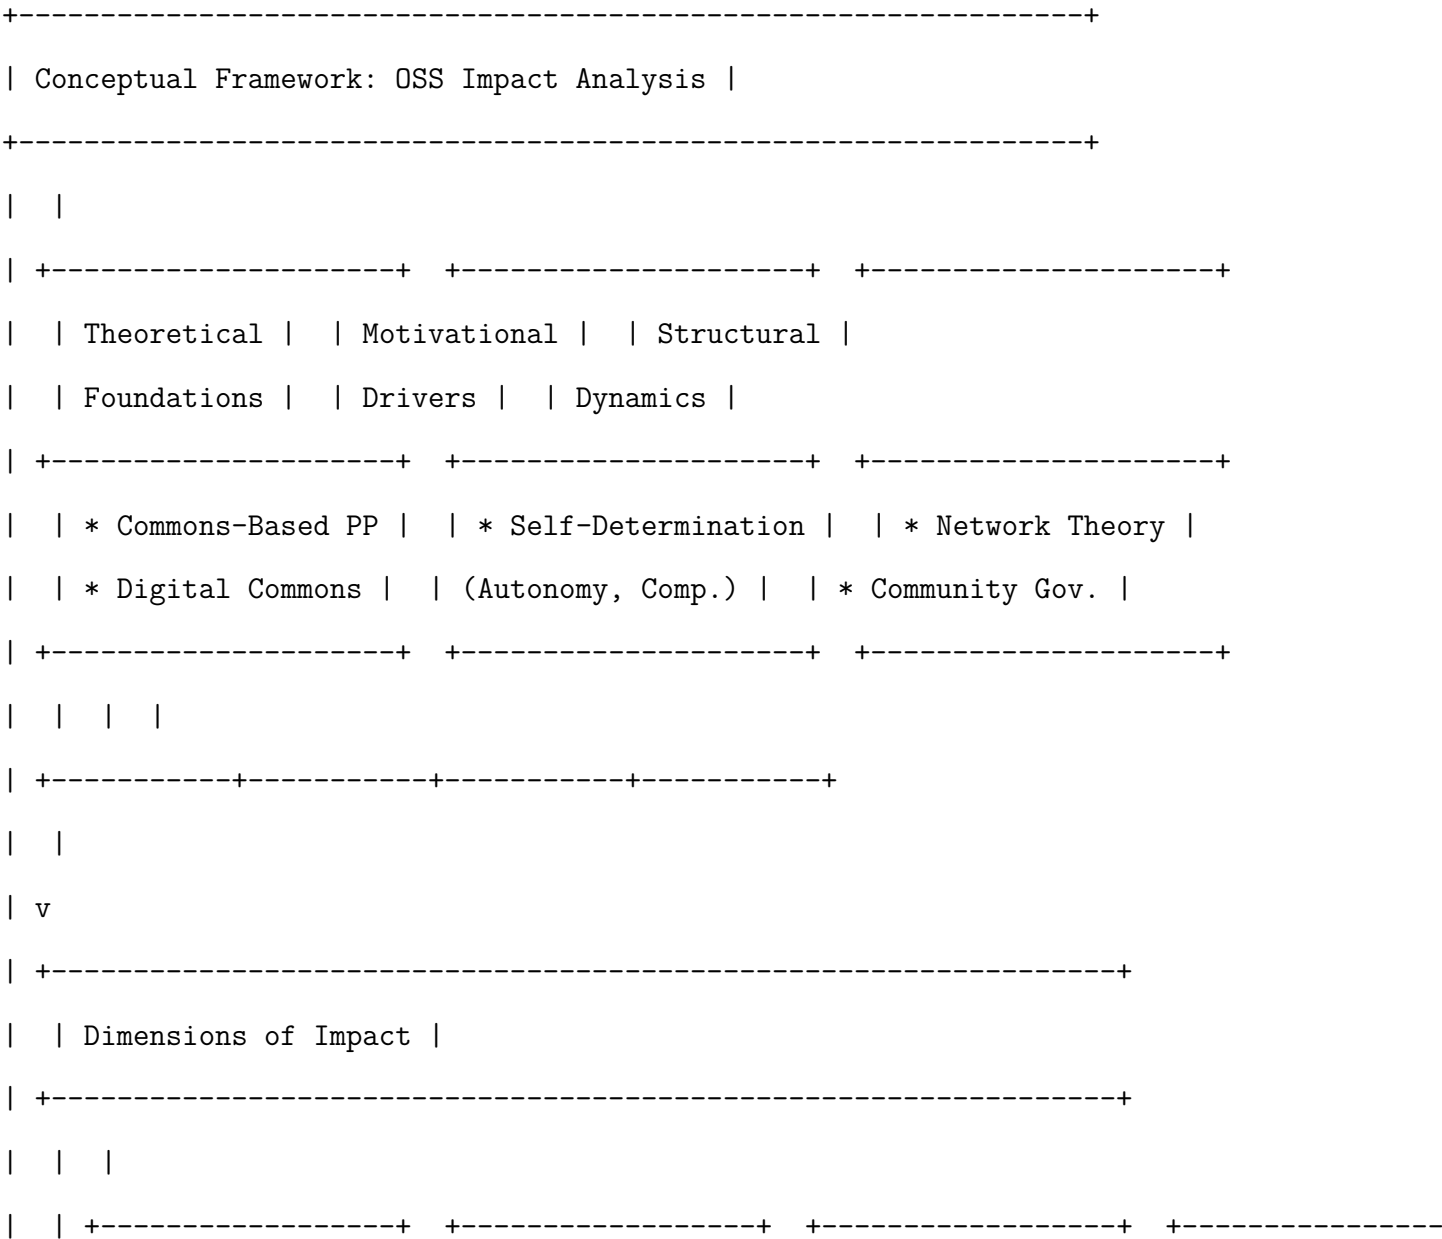 +-----------------------------------------------------------------+
| Conceptual Framework: OSS Impact Analysis |
+-----------------------------------------------------------------+
| |
| +---------------------+ +---------------------+ +---------------------+
| | Theoretical | | Motivational | | Structural |
| | Foundations | | Drivers | | Dynamics |
| +---------------------+ +---------------------+ +---------------------+
| | * Commons-Based PP | | * Self-Determination | | * Network Theory |
| | * Digital Commons | | (Autonomy, Comp.) | | * Community Gov. |
| +---------------------+ +---------------------+ +---------------------+
| | | |
| +-----------+-----------+-----------+-----------+
| |
| v
| +-----------------------------------------------------------------+
| | Dimensions of Impact |
| +-----------------------------------------------------------------+
| | |
| | +------------------+ +------------------+ +------------------+ +----------------